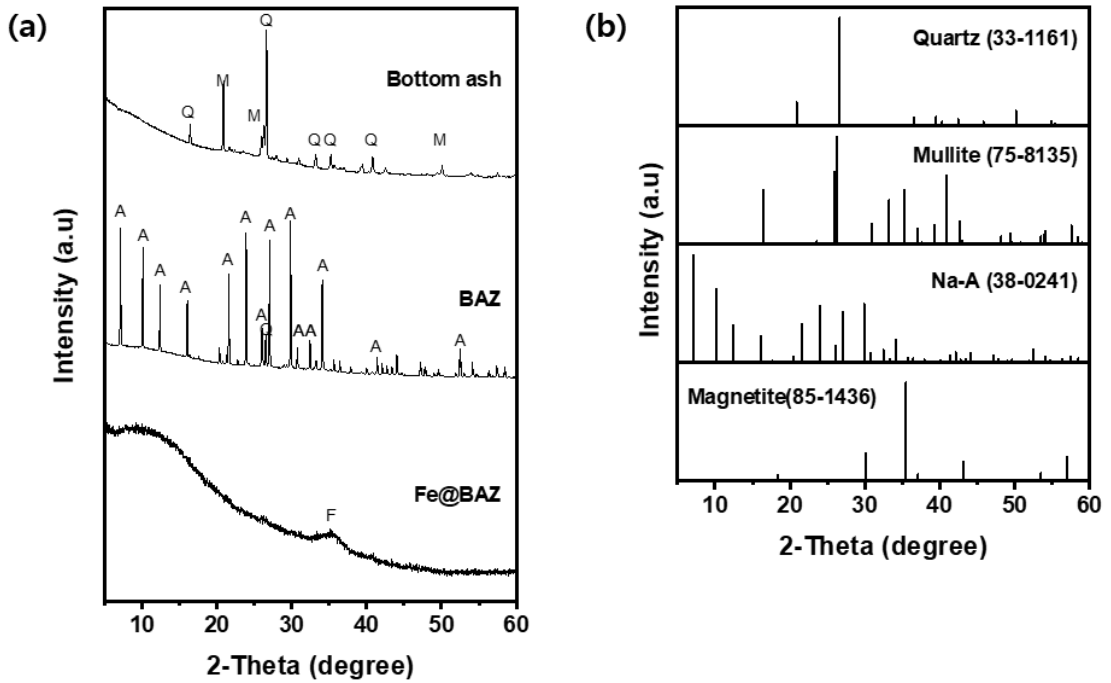 (a)
Intensity (a.u)
Q
M
Q
M
Q
Q
Q
M
Bottom ash
A
A
A
A
A
A
A
Q
A
A
A
A
A
A
A
BAZ
F
Fe@BAZ
10
20
30
40
50
60
2-Theta (degree)
(b)
Intensity (a.u)
Quartz (33-1161)
Mullite (75-8135)
Na-A (38-0241)
Magnetite(85-1436)
10
20
30
40
50
60
2-Theta (degree)